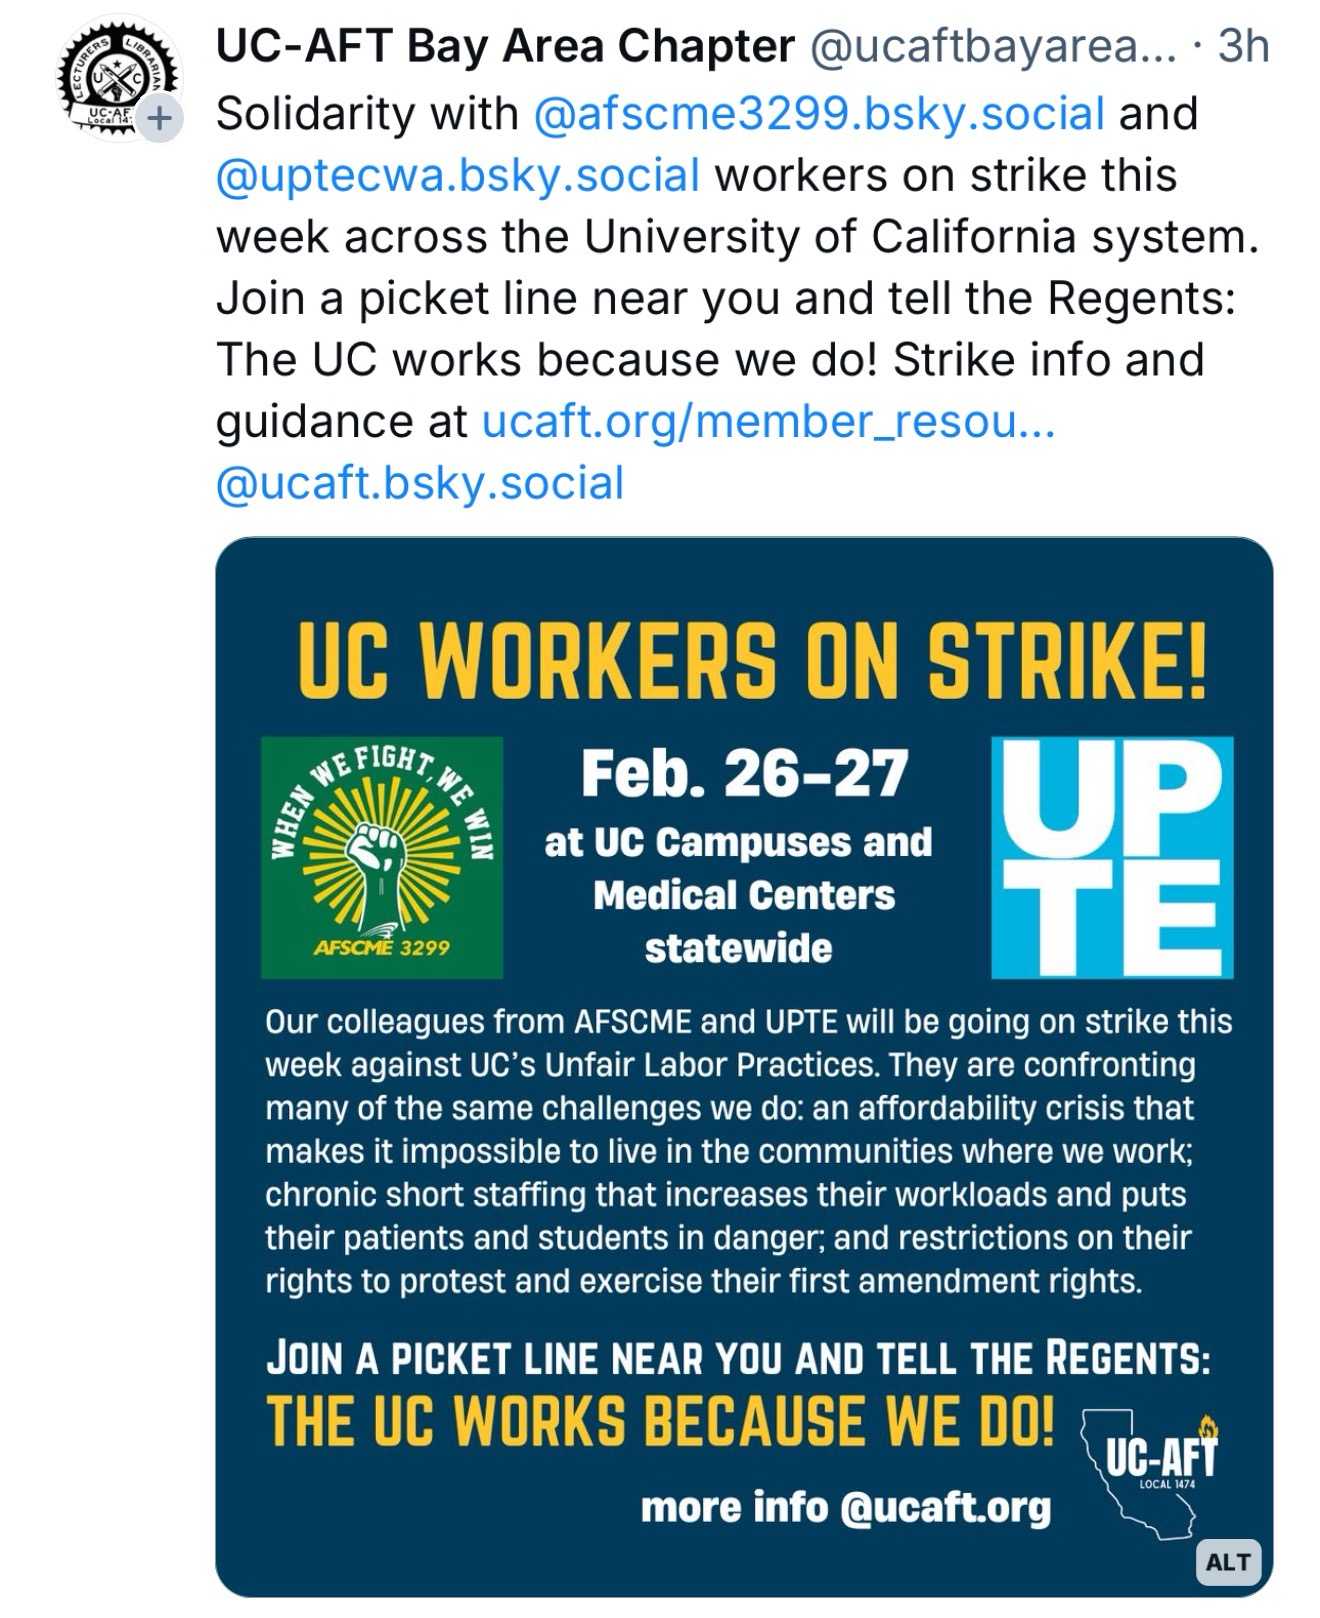 UC-AFT Bay Area Chapter @ucaftbayarea... · 3h
LECTURERS LIBRARIAN
UC
UC-AF
Local 14
Solidarity with @afscme3299.bsky.social and
@uptecwa.bsky.social workers on strike this
week across the University of California system.
Join a picket line near you and tell the Regents:
The UC works because we do! Strike info and
guidance at ucaft.org/member_resou...
@ucaft.bsky.social
UC WORKERS ON STRIKE!
WHEN WE FIGHT, WE WIN
AFSCME 3299
Feb. 26-27
at UC Campuses and
Medical Centers
statewide
UP
TE
Our colleagues from AFSCME and UPTE will be going on strike this
week against UC's Unfair Labor Practices. They are confronting
many of the same challenges we do: an affordability crisis that
makes it impossible to live in the communities where we work;
chronic short staffing that increases their workloads and puts
their patients and students in danger; and restrictions on their
rights to protest and exercise their first amendment rights.
JOIN A PICKET LINE NEAR YOU AND TELL THE REGENTS:
THE UC WORKS BECAUSE WE DO!
UC-AFT
LOCAL 1474
more info @ucaft.org
ALT